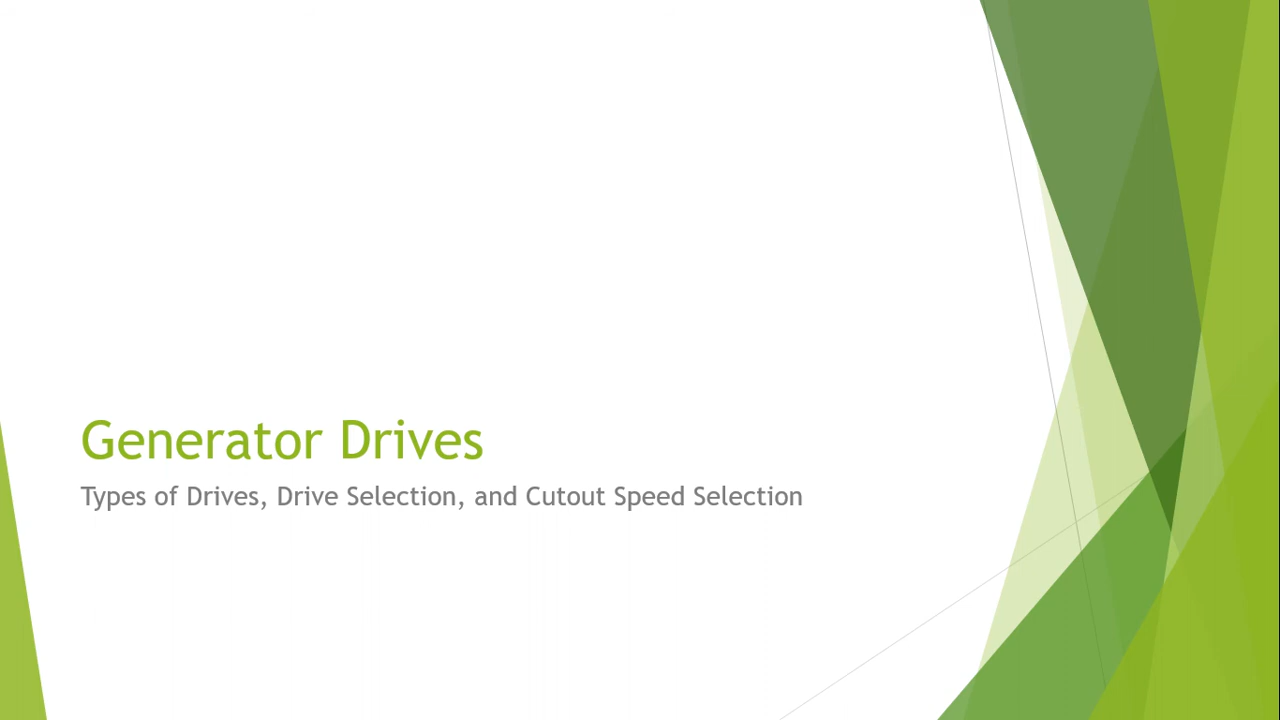 Generator Drives
Types of Drives, Drive Selection, and Cutout Speed Selection